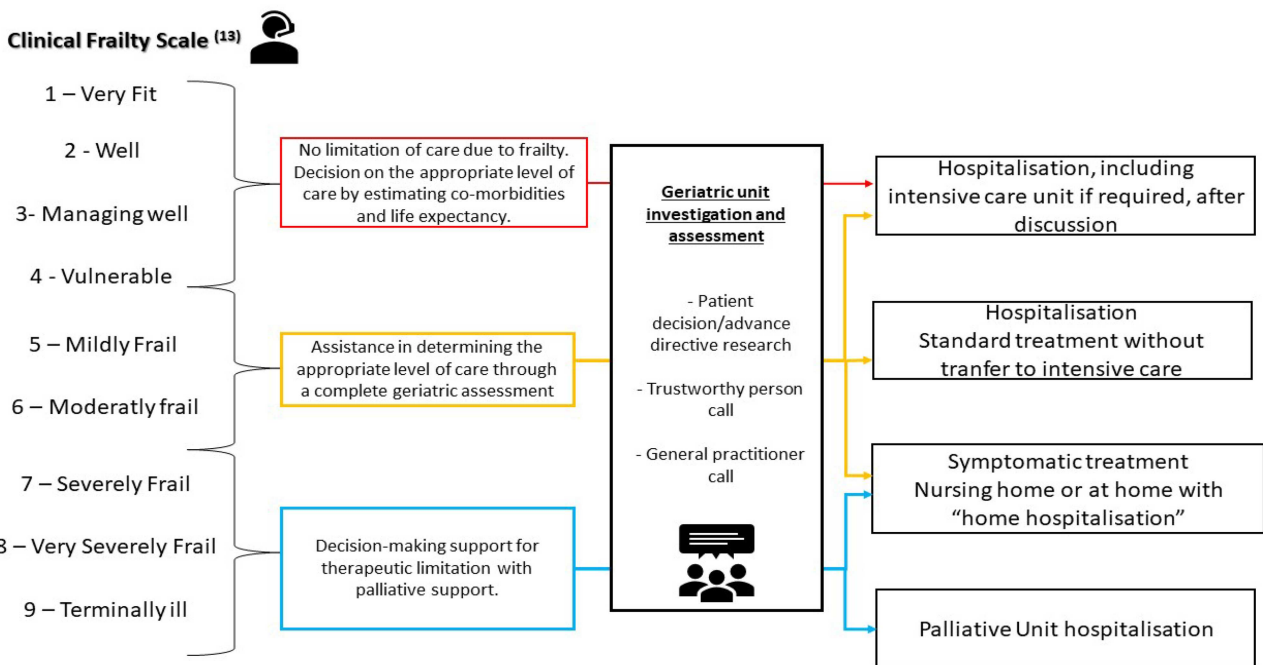 Clinical Frailty Scale (13)
1 – Very Fit
2 - Well
3- Managing well
4 - Vulnerable
5 – Mildly Frail
6 – Moderatly frail
7 – Severely Frail
8 – Very Severely Frail
9 – Terminally ill
No limitation of care due to frailty.
Decision on the appropriate level of
care by estimating co-morbidities
and life expectancy.
Assistance in determining the
appropriate level of care through
a complete geriatric assessment
Decision-making support for
therapeutic limitation with
palliative support.
Geriatric unit
investigation and
assessment
- Patient
decision/advance
directive research
- Trustworthy person
call
- General practitioner
call
Hospitalisation, including
intensive care unit if required, after
discussion
Hospitalisation
Standard treatment without
tranfer to intensive care
Symptomatic treatment
Nursing home or at home with
“home hospitalisation”
Palliative Unit hospitalisation